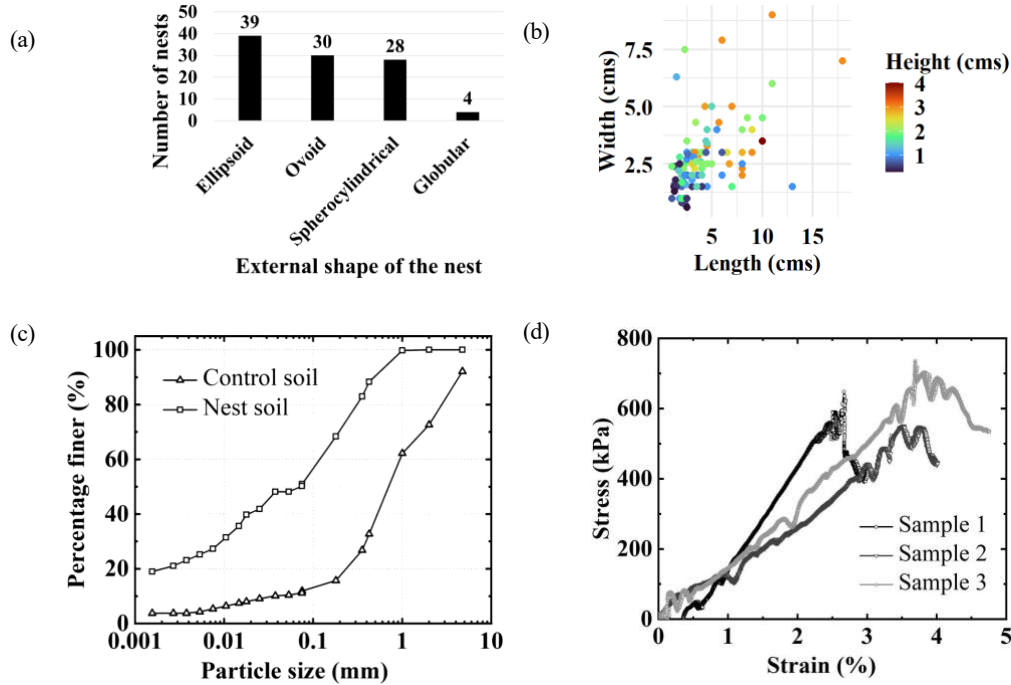 (a)
Number of nests
50
40
30
20
10
0
39
30
28
4
Ellipsoid
Ovoid
Spherocylindrical
Globular
External shape of the nest
(b)
Width (cms)
7.5
5.0
2.5
5
10
15
Length (cms)
Height (cms)
4
3
2
1
(c)
Percentage finer (%)
100
80
60
40
20
0
Control soil
Nest soil
0.001
0.01
0.1
1
10
Particle size (mm)
(d)
Stress (kPa)
800
600
400
200
0
Sample 1
Sample 2
Sample 3
0
1
2
3
4
5
Strain (%)